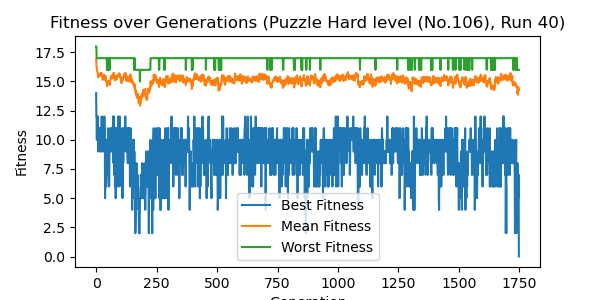 Fitness over Generations (Puzzle Hard level (No.106), Run 40)
Fitness
17.5
15.0
12.5
10.0
7.5
5.0
2.5
0.0
Best Fitness
Mean Fitness
Worst Fitness
0 250 500 750 1000 1250 1500 1750
Generation